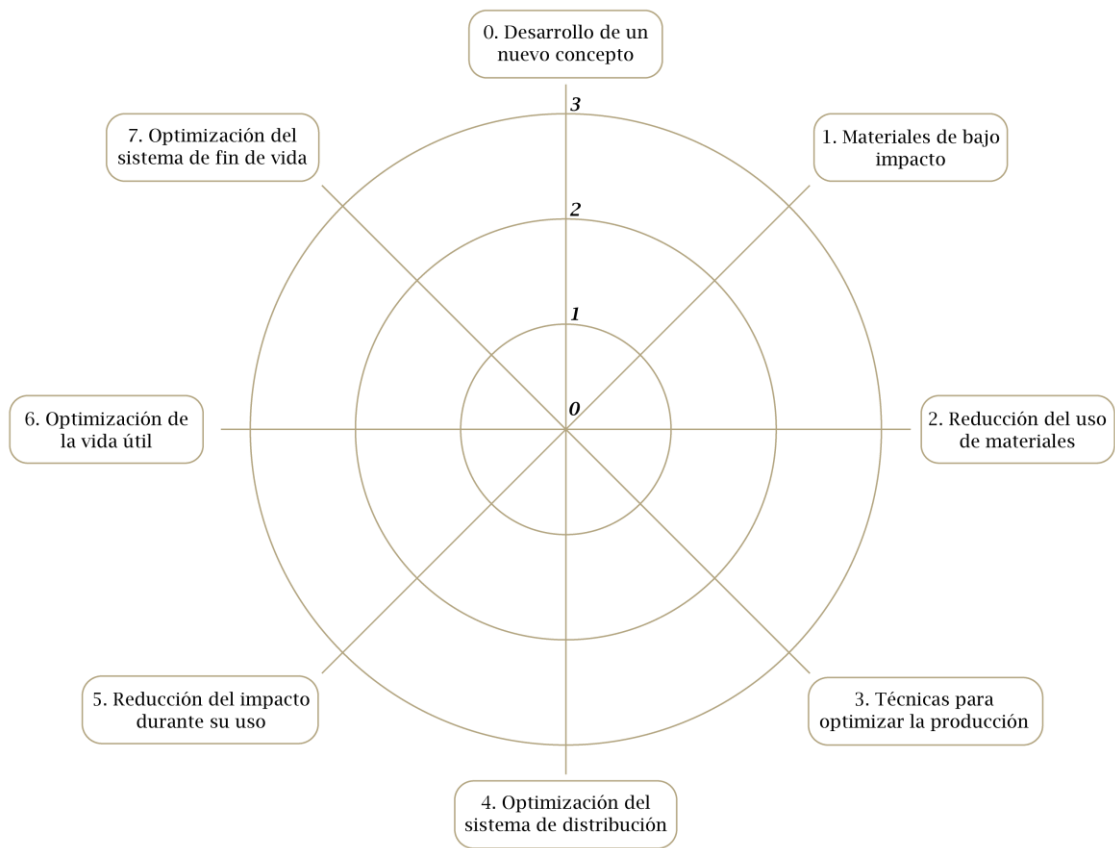 0. Desarrollo de un
nuevo concepto
3
7. Optimización del
sistema de fin de vida
1. Materiales de bajo
impacto
2
1
0
6. Optimización de
la vida útil
2. Reducción del uso
de materiales
5. Reducción del impacto
durante su uso
3. Técnicas para
optimizar la producción
4. Optimización del
sistema de distribución